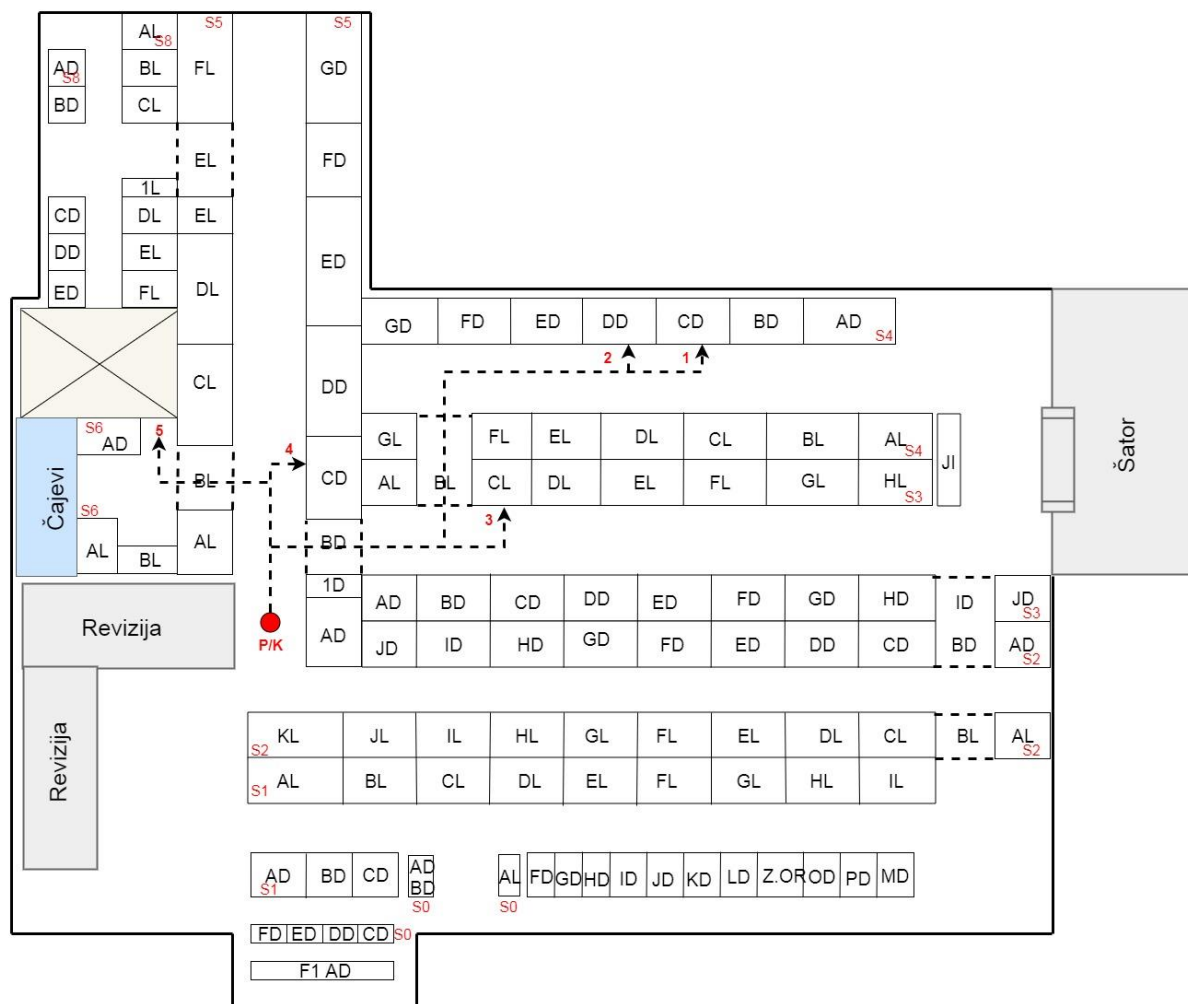 AL S8 S5 S5
AD S8 BL FL GD
BD CL
EL FD
1L
CD DL EL
DD EL ED
ED FL DL
GD FD ED DD CD BD AD S4
2 1
CL DD
S6 AD 5 4 GL FL EL DL CL BL AL S4
Šator
JI
BL CD AL BL CL DL EL FL GL HL S3
Čajevi
S6 3
AL BL AL BD
1D
AD BD CD DD ED FD GD HD ID JD S3
Revizija P/K AD
JD ID HD GD FD ED DD CD BD AD S2
Revizija
S2 KL JL IL HL GL FL EL DL CL BL AL S2
S1 AL BL CL DL EL FL GL HL IL
AD S1 BD CD AD BD S0 AL S0 FD GD HD ID JD KD LD Z.OR OD PD MD
FD ED DD CD S0
F1 AD